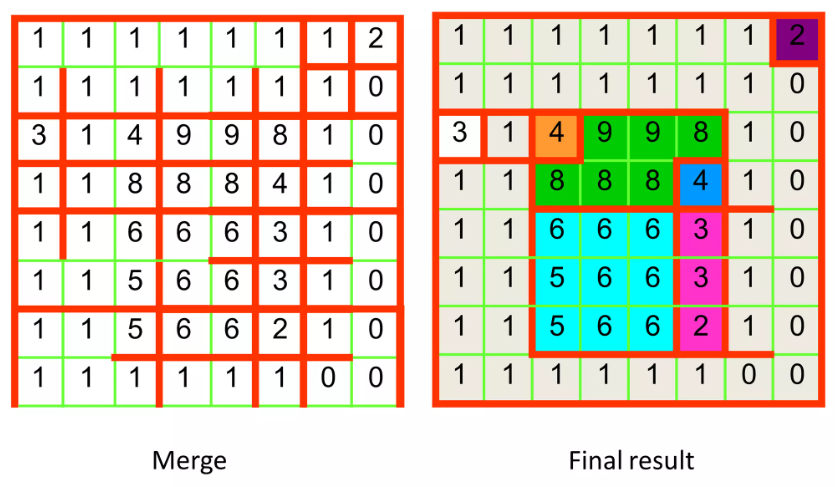 1 1 1 1 1 1 1 2
1 1 1 1 1 1 1 0
3 1 4 9 9 8 1 0
1 1 8 8 8 4 1 0
1 1 6 6 6 3 1 0
1 1 5 6 6 3 1 0
1 1 5 6 6 2 1 0
1 1 1 1 1 1 0 0
Merge
1 1 1 1 1 1 1 2
1 1 1 1 1 1 1 0
3 1 4 9 9 8 1 0
1 1 8 8 8 4 1 0
1 1 6 6 6 3 1 0
1 1 5 6 6 3 1 0
1 1 5 6 6 2 1 0
1 1 1 1 1 1 0 0
Final result